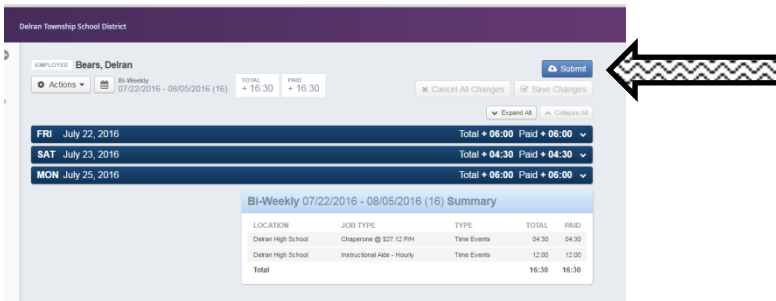 Delran Township School District
EMPLOYEE Bears, Delran
Submit
Actions
Bi-Weekly
07/22/2016 - 08/05/2016 (16)
TOTAL
+ 16:30
PAID
+ 16:30
Cancel All Changes
Save Changes
Expand All
Collapse All
FRI July 22, 2016 Total + 06:00 Paid + 06:00
SAT July 23, 2016 Total + 04:30 Paid + 04:30
MON July 25, 2016 Total + 06:00 Paid + 06:00
Bi-Weekly 07/22/2016 - 08/05/2016 (16) Summary
LOCATION JOB TYPE TYPE TOTAL PAID
Delran High School Chaperone @ $27.12 P/H Time Events 04:30 04:30
Delran High School Instructional Aide - Hourly Time Events 12:00 12:00
Total 16:30 16:30